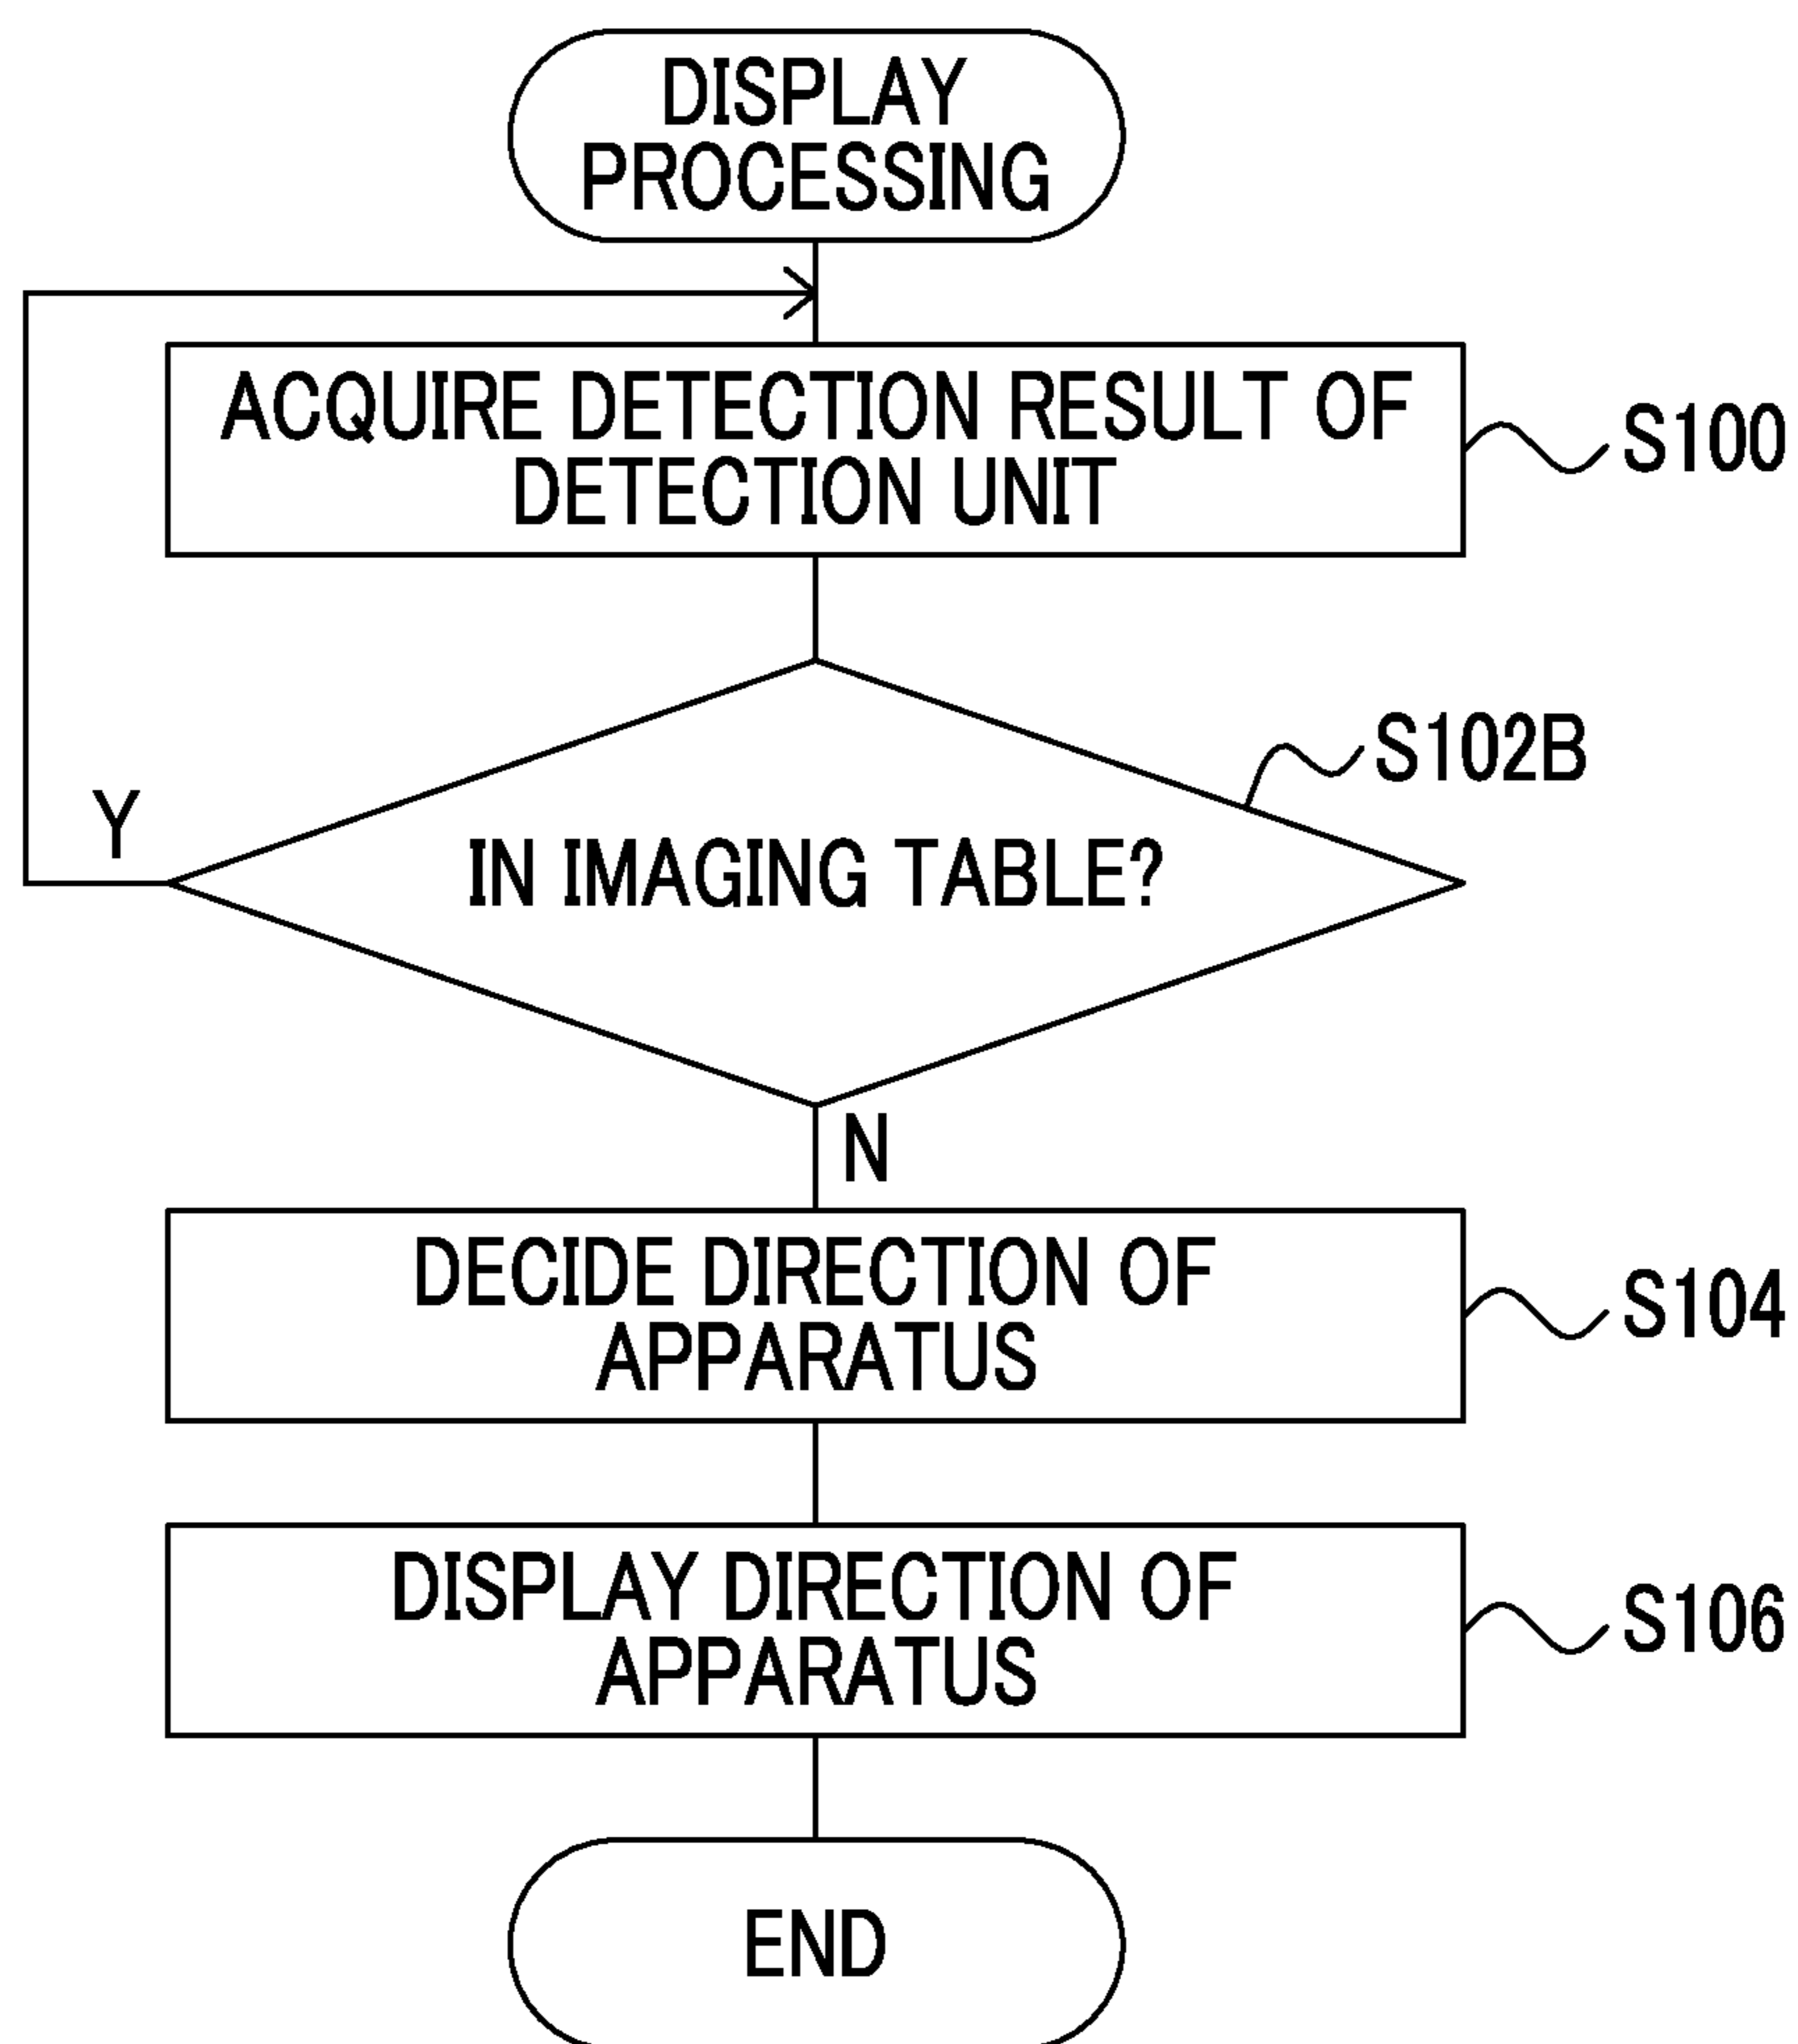 DISPLAY
PROCESSING
ACQUIRE DETECTION RESULT OF
DETECTION UNIT
S100
S102B
Y
IN IMAGING TABLE?
N
DECIDE DIRECTION OF
APPARATUS
S104
DISPLAY DIRECTION OF
APPARATUS
S106
END